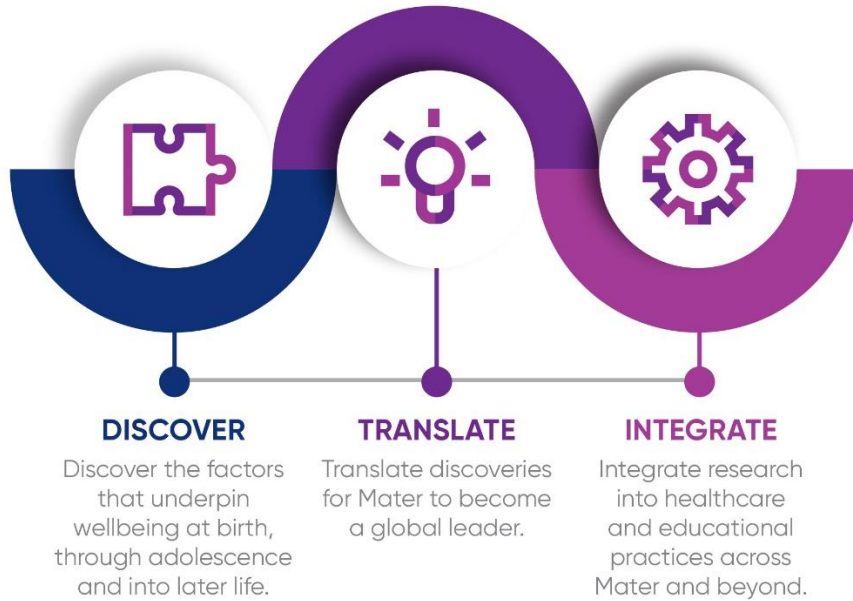 DISCOVER
Discover the factors
that underpin
wellbeing at birth,
through adolescence
and into later life.
TRANSLATE
Translate discoveries
for Mater to become
a global leader.
INTEGRATE
Integrate research
into healthcare
and educational
practices across
Mater and beyond.